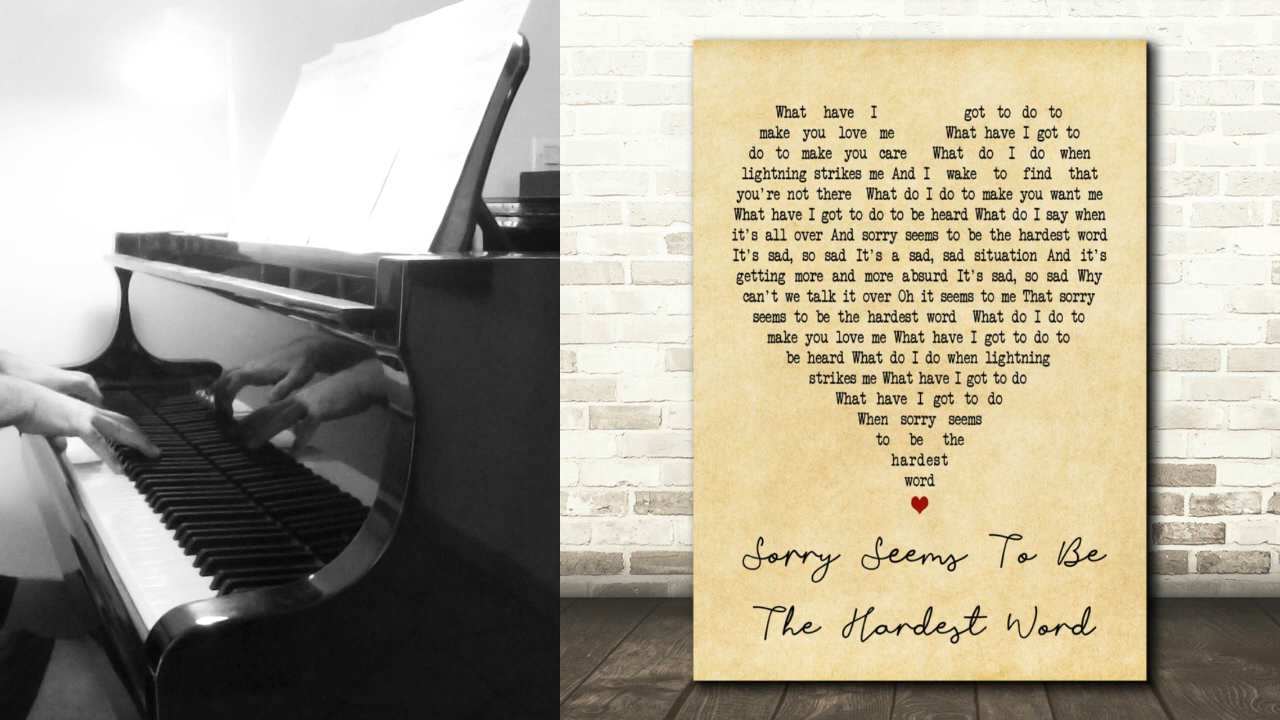 What have I got to do to
make you love me What have I got to
do to make you care What do I do when
lightning strikes me And I wake to find that
you're not there What do I do to make you want me
What have I got to do to be heard What do I say when
it's all over And sorry seems to be the hardest word
It's sad, so sad It's a sad, sad situation And it's
getting more and more absurd It's sad, so sad Why
can't we talk it over Oh it seems to me That sorry
seems to be the hardest word What do I do to
make you love me What have I got to do to
be heard What do I do when lightning
strikes me What have I got to do
What have I got to do
When sorry seems
to be the
hardest
word
Sorry Seems To Be
The Hardest Word